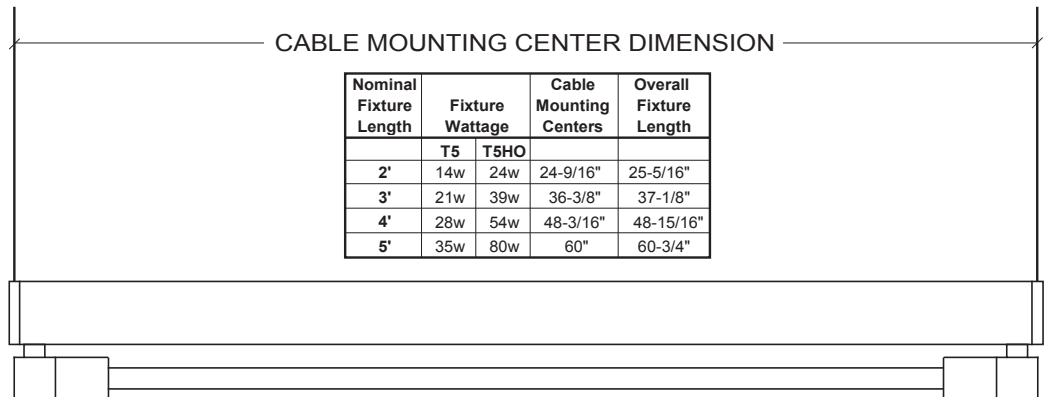 CABLE MOUNTING CENTER DIMENSION
Nominal Fixture Length Fixture Wattage Cable Mounting Centers Overall Fixture Length
T5 T5HO
2' 14w 24w 24-9/16" 25-5/16"
3' 21w 39w 36-3/8" 37-1/8"
4' 28w 54w 48-3/16" 48-15/16"
5' 35w 80w 60" 60-3/4"